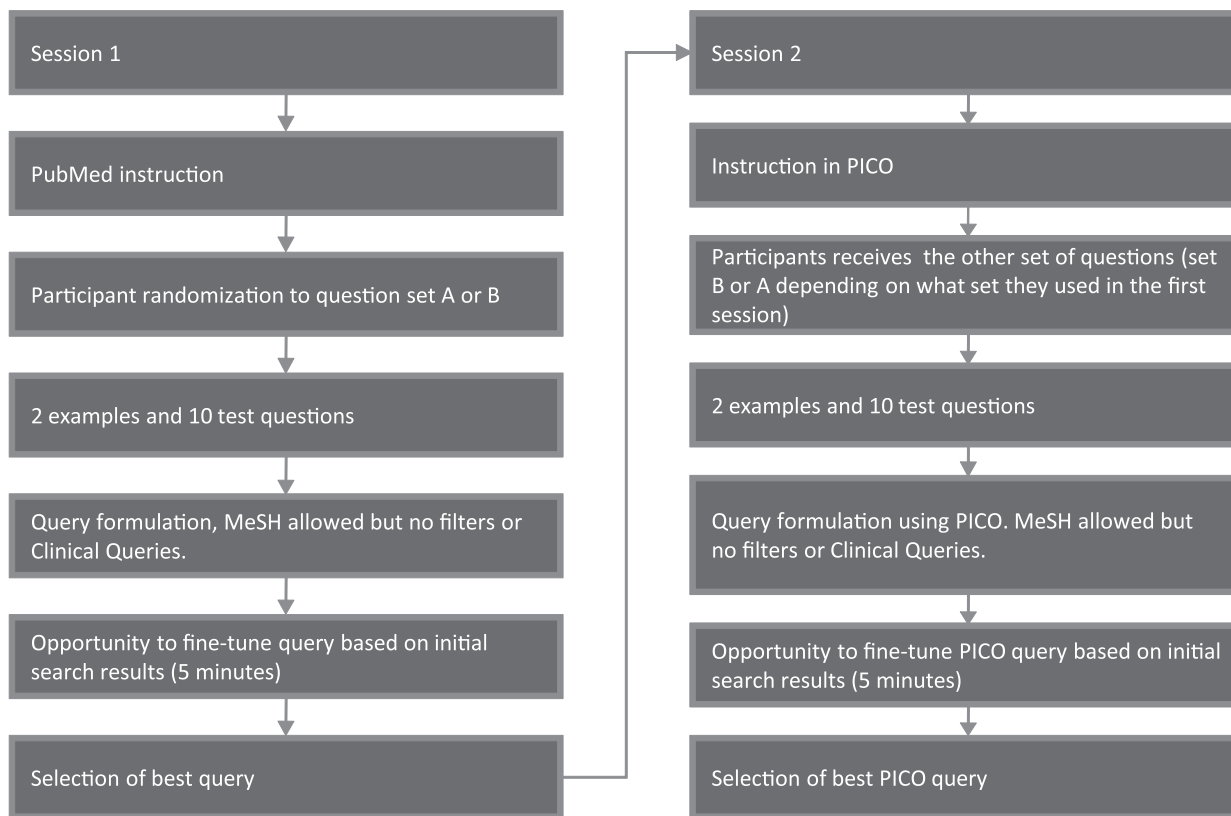 Session 1
PubMed instruction
Participant randomization to question set A or B
2 examples and 10 test questions
Query formulation, MeSH allowed but no filters or
Clinical Queries.
Opportunity to fine-tune query based on initial
search results (5 minutes)
Selection of best query
Session 2
Instruction in PICO
Participants receives the other set of questions (set
B or A depending on what set they used in the first
session)
2 examples and 10 test questions
Query formulation using PICO. MeSH allowed but
no filters or Clinical Queries.
Opportunity to fine-tune PICO query based on initial
search results (5 minutes)
Selection of best PICO query